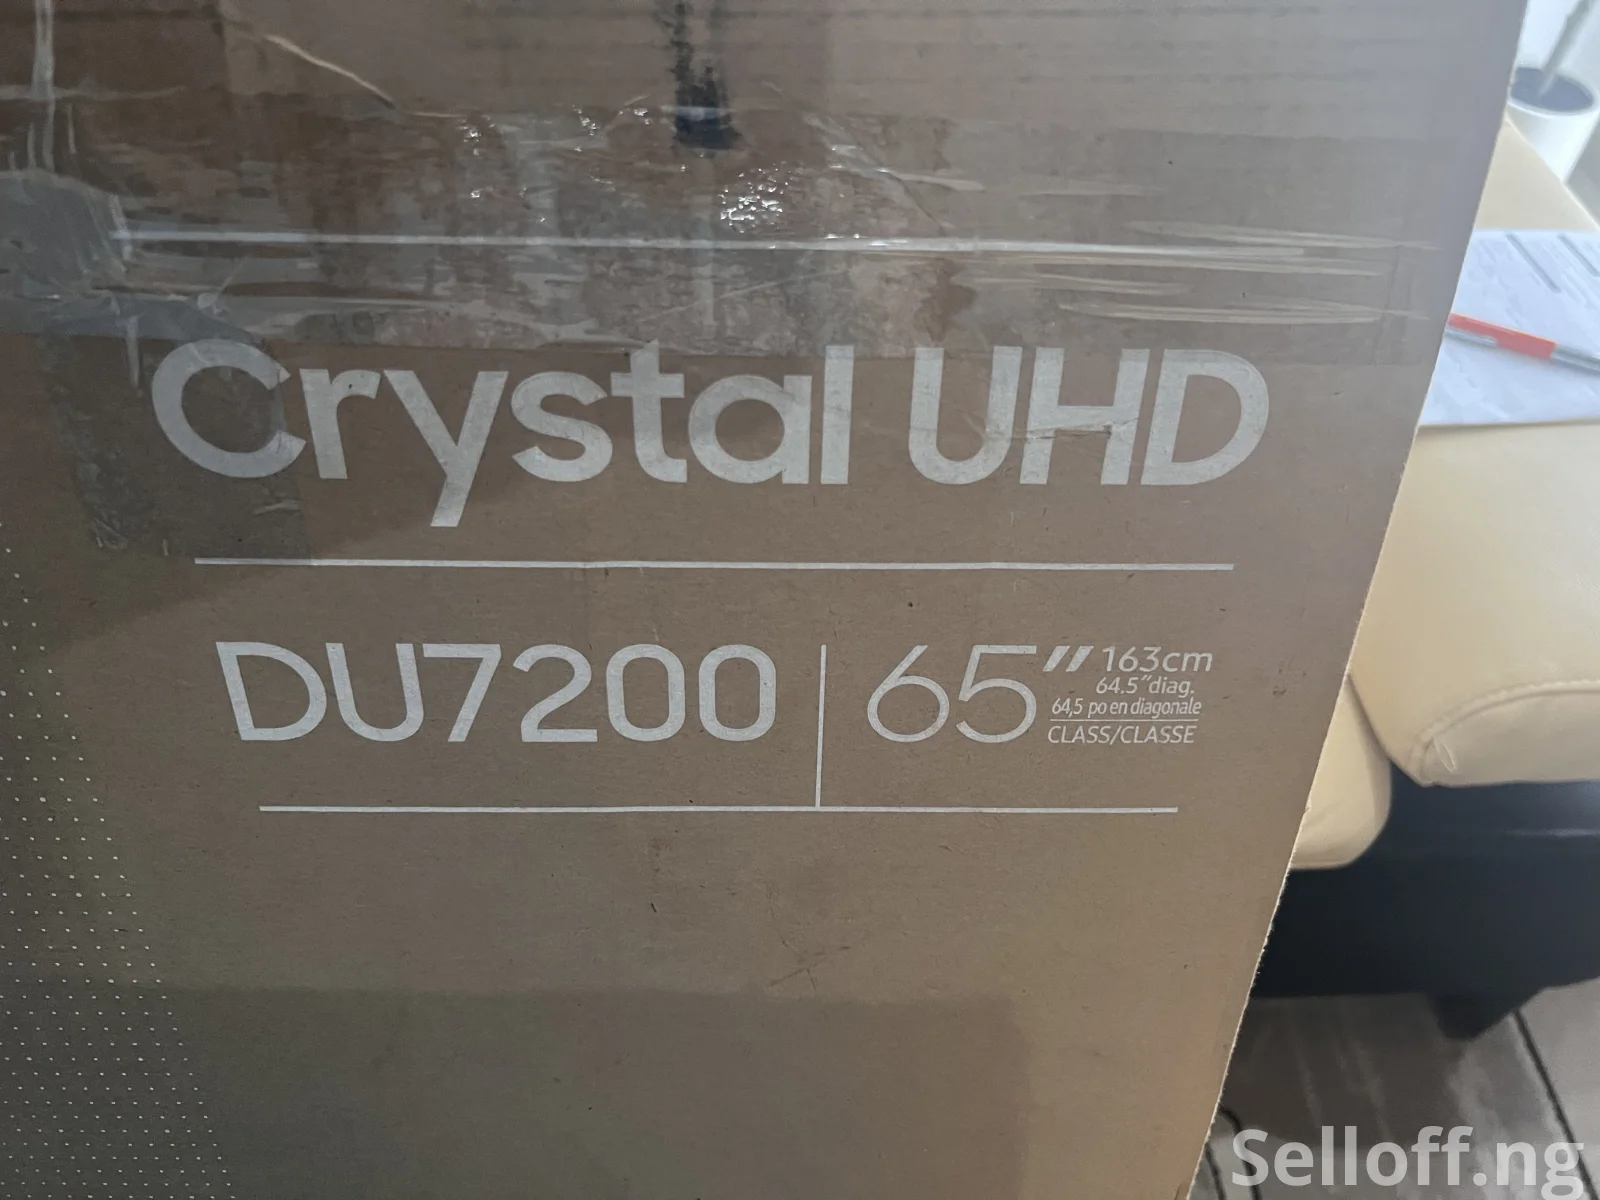 Crystal UHD
DU7200
65" 163cm
64.5" diag.
64,5 po en diagonale
CLASS/CLASSE
Selloff.ng